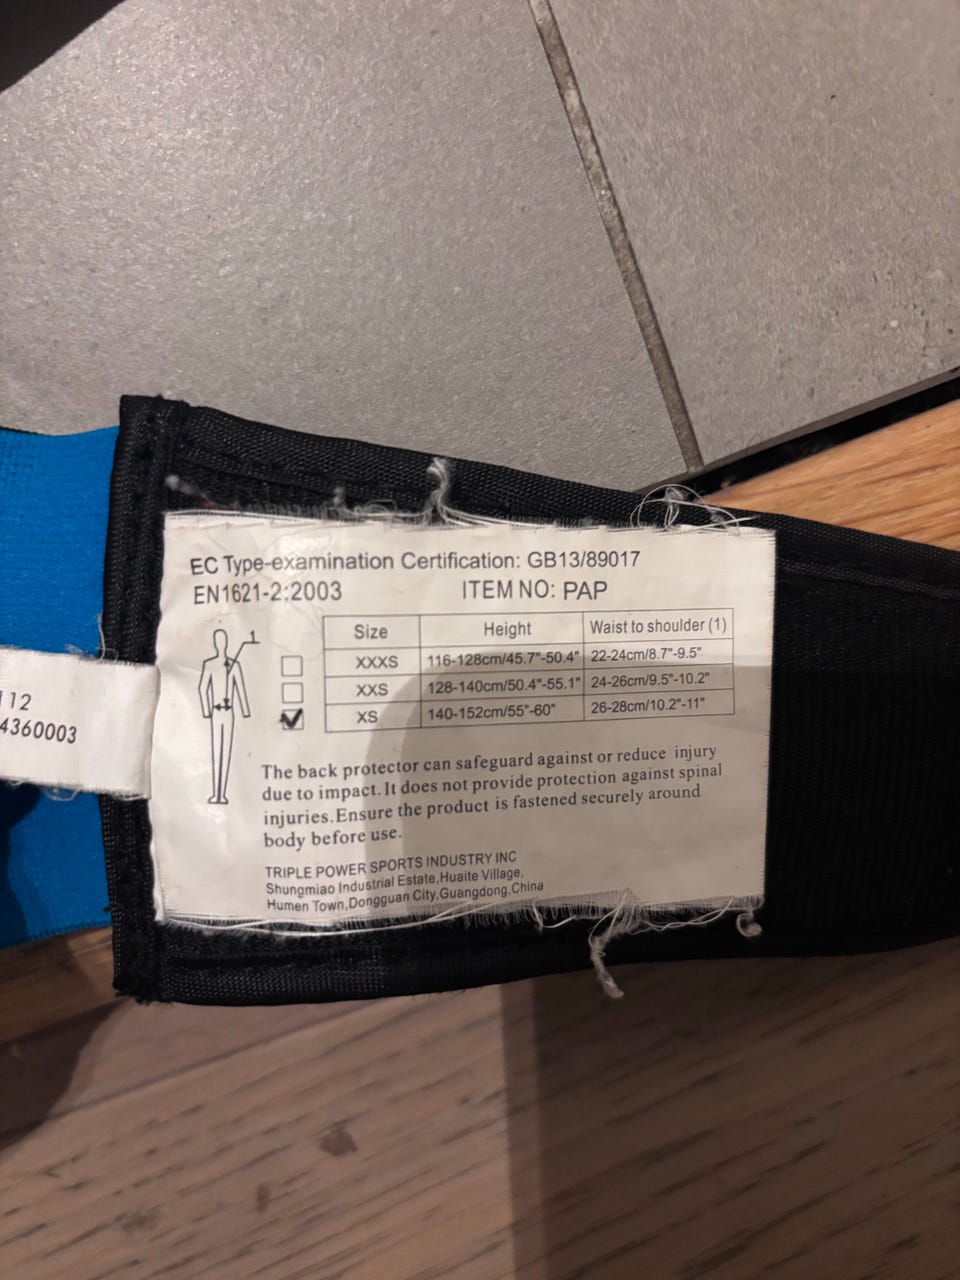 EC Type-examination Certification: GB13/89017
EN1621-2:2003 ITEM NO: PAP
1
Size Height Waist to shoulder (1)
XXXS 116-128cm/45.7"-50.4" 22-24cm/8.7"-9.5"
XXS 128-140cm/50.4"-55.1" 24-26cm/9.5"-10.2"
XS 140-152cm/55"-60" 26-28cm/10.2"-11"
The back protector can safeguard against or reduce injury
due to impact.It does not provide protection against spinal
injuries.Ensure the product is fastened securely around
body before use.
TRIPLE POWER SPORTS INDUSTRY INC
Shungmiao Industrial Estate,Huaite Village,
Humen Town,Dongguan City,Guangdong,China
112
4360003